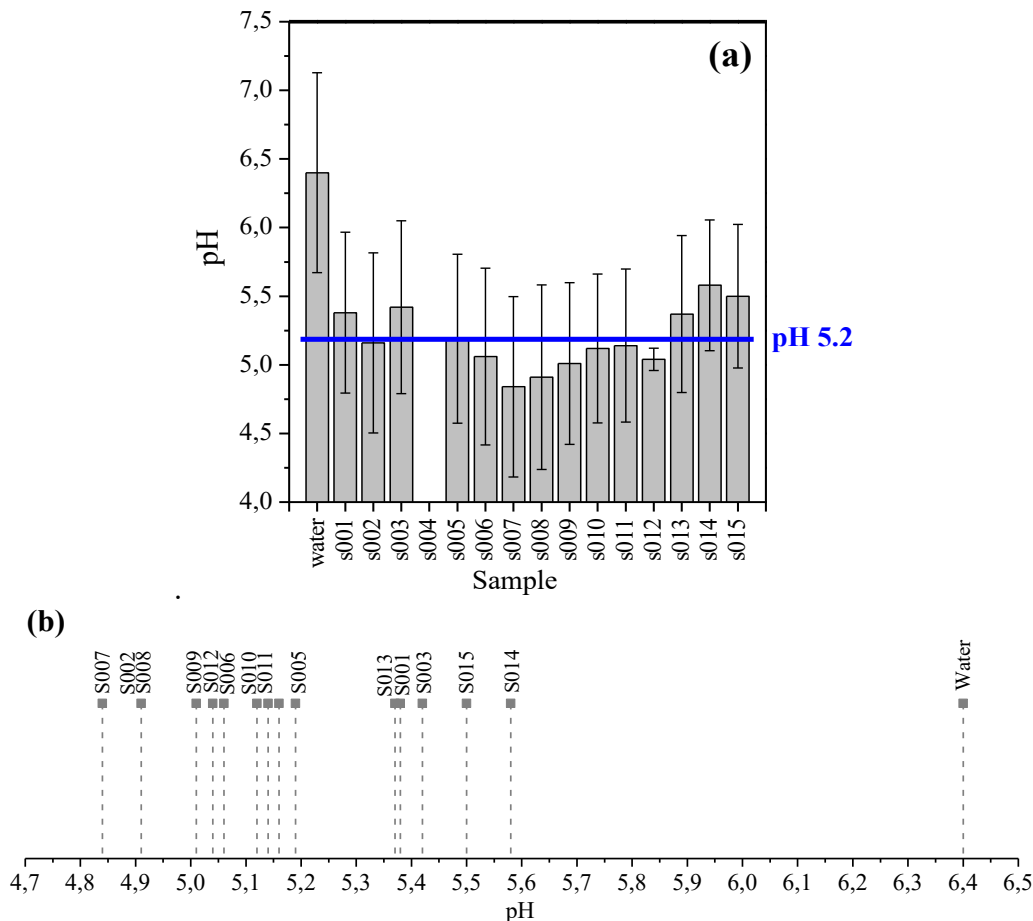 (a)
7,5
7,0
6,5
6,0
5,5
5,0
4,5
4,0
pH
pH 5.2
water s001 s002 s003 s004 s005 s006 s007 s008 s009 s010 s011 s012 s013 s014 s015
Sample
.
(b)
S007 S002 S008 S009 S012 S006 S010 S011 S005 S013 S001 S003 S015 S014 Water
4,7 4,8 4,9 5,0 5,1 5,2 5,3 5,4 5,5 5,6 5,7 5,8 5,9 6,0 6,1 6,2 6,3 6,4 6,5
pH